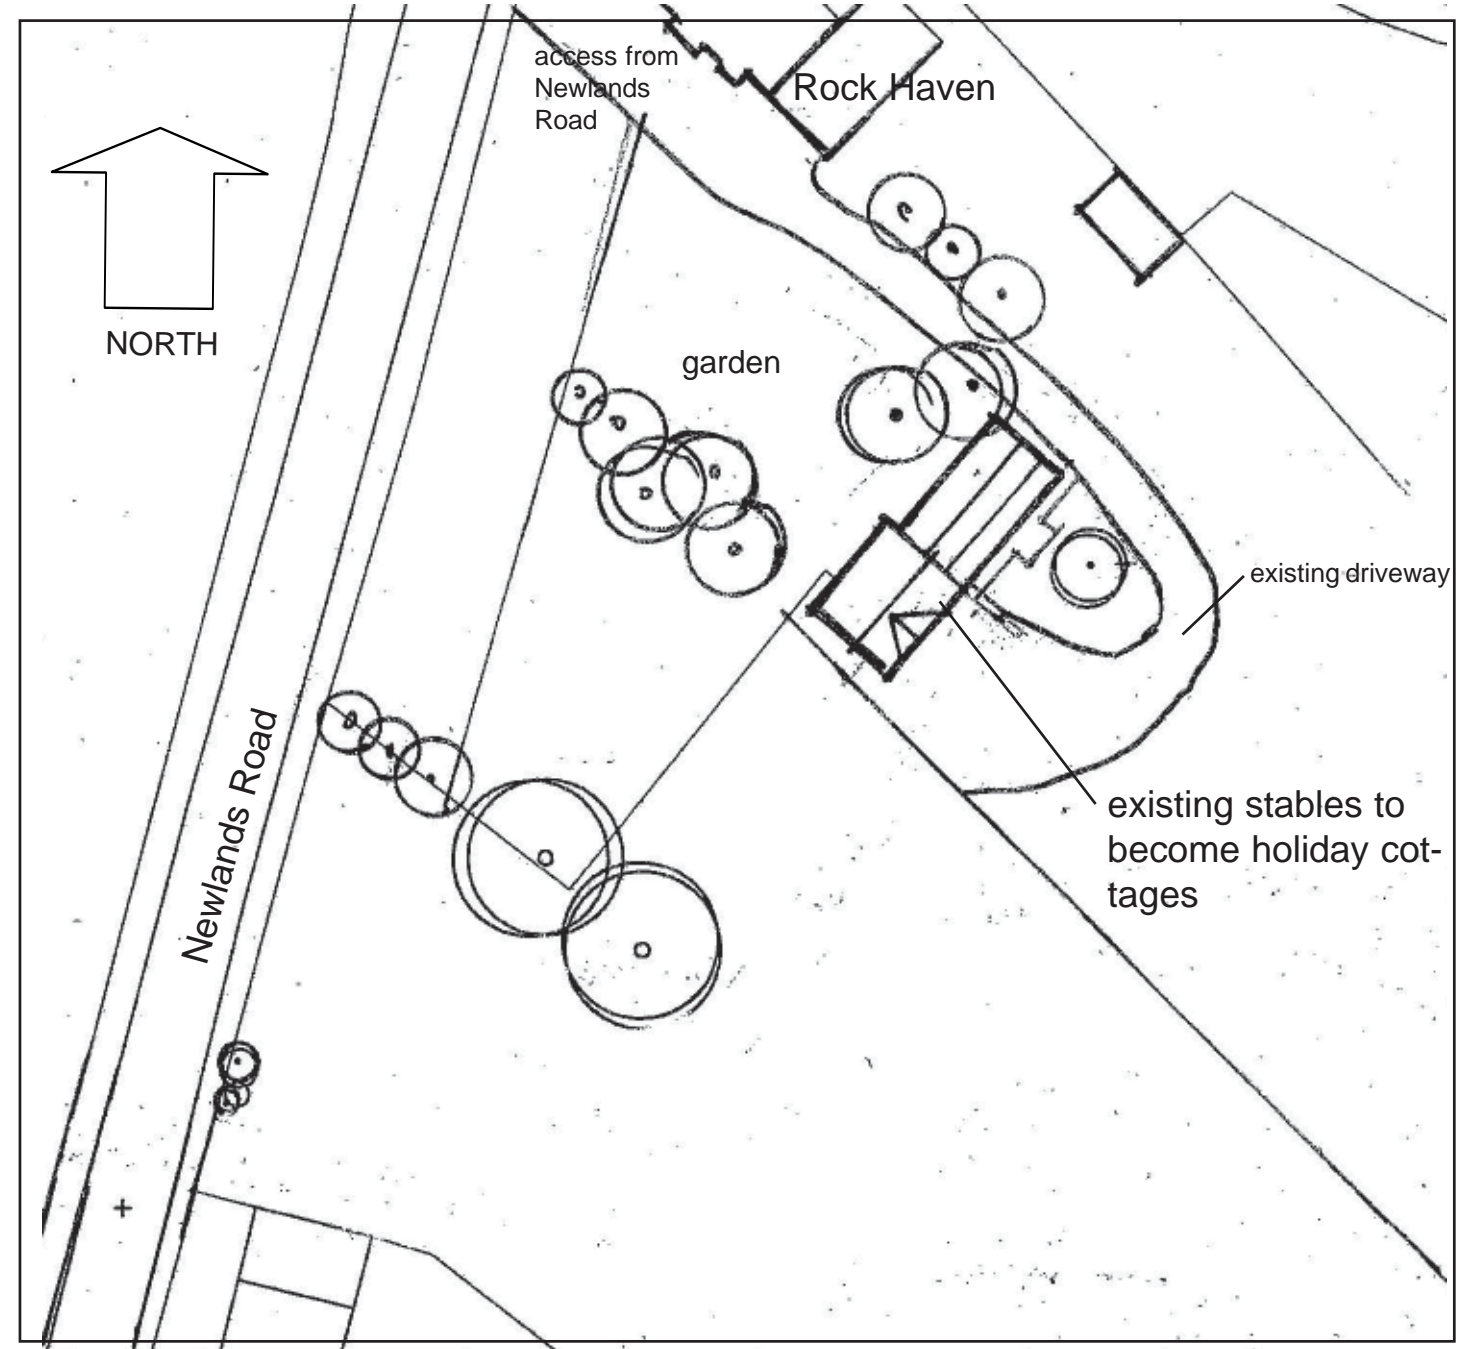 access from
Newlands
Road
Rock Haven
NORTH
garden
existing driveway
Newlands Road
existing stables to
become holiday cot-
tages